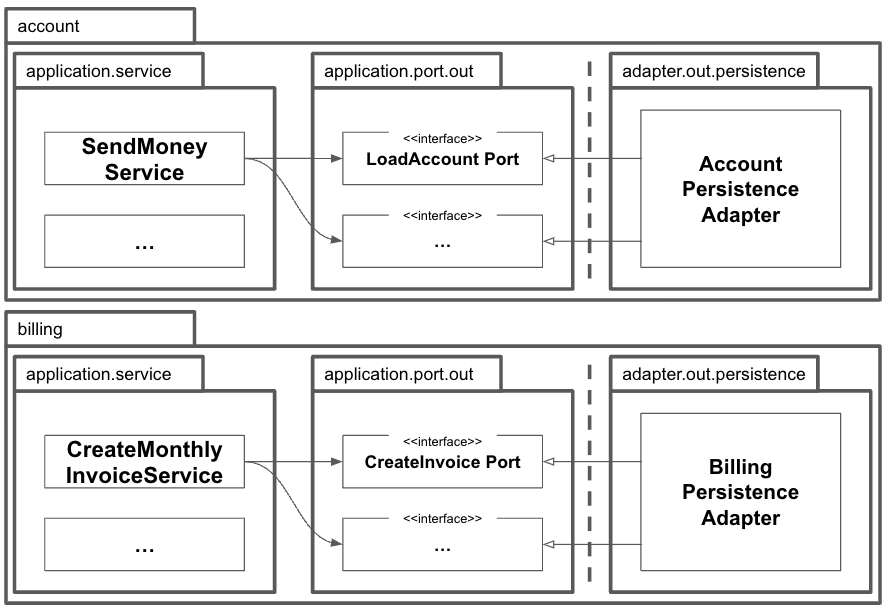 account
application.service
application.port.out
adapter.out.persistence
SendMoney
Service
...
<<interface>>
LoadAccount Port
<<interface>>
...
Account
Persistence
Adapter
billing
application.service
application.port.out
adapter.out.persistence
CreateMonthly
InvoiceService
...
<<interface>>
CreateInvoice Port
<<interface>>
...
Billing
Persistence
Adapter